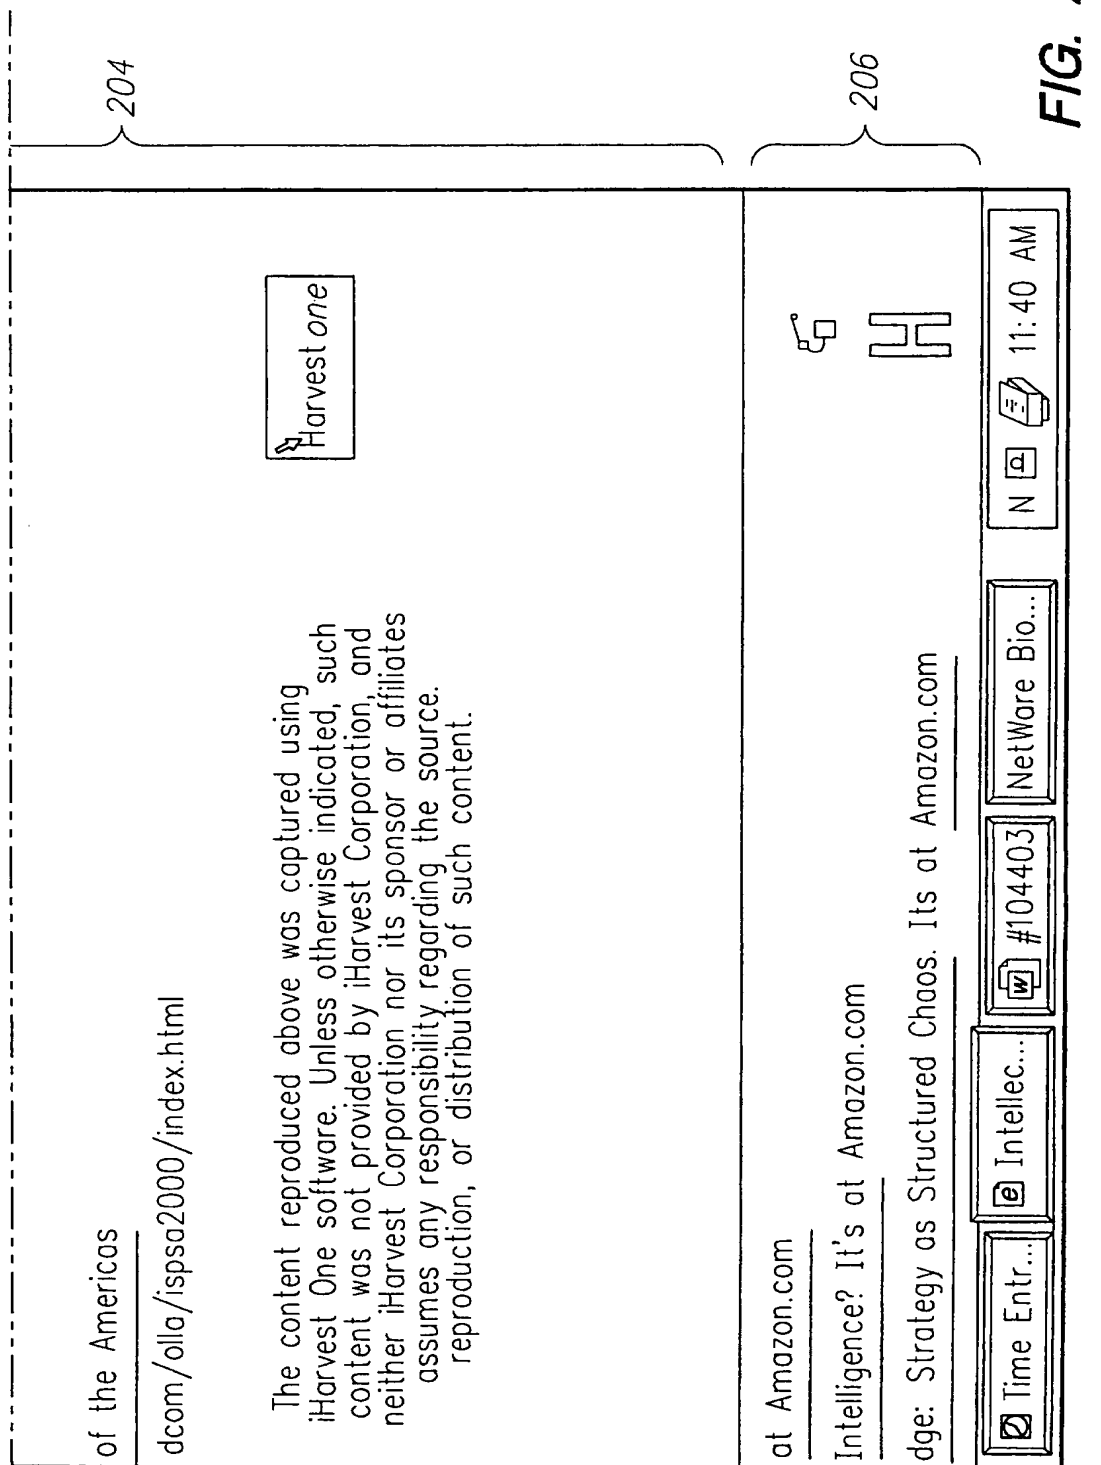 204
of the Americas
dcom/olla/ispsa2000/index.html
Harvest one
The content reproduced above was captured using
iHarvest One software. Unless otherwise indicated, such
content was not provided by iHarvest Corporation, and
neither iHarvest Corporation nor its sponsor or affiliates
assumes any responsibility regarding the source.
reproduction, or distribution of such content.
206
at Amazon.com
Intelligence? It's at Amazon.com
dge: Strategy as Structured Chaos. Its at Amazon.com
H
Time Entr...
e Intellec...
W #104403
NetWare Bio...
N 11:40 AM
FIG.